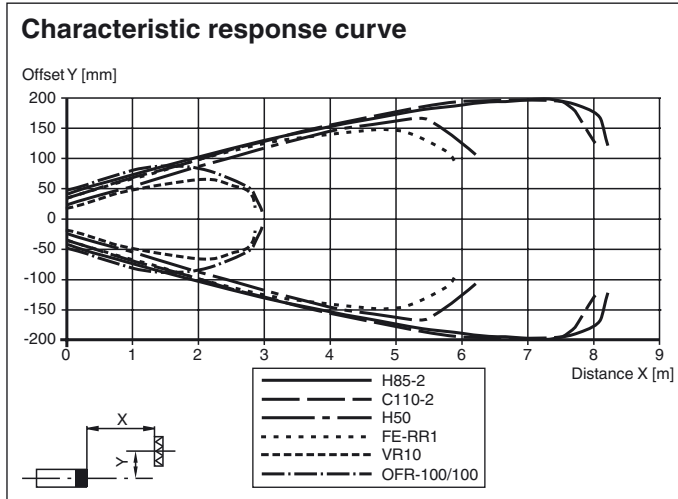 Characteristic response curve
Offset Y [mm]
200
150
100
50
0
-50
-100
-150
-200
0 1 2 3 4 5 6 7 8 9
Distance X [m]
H85-2
C110-2
H50
FE-RR1
VR10
OFR-100/100
X
Y